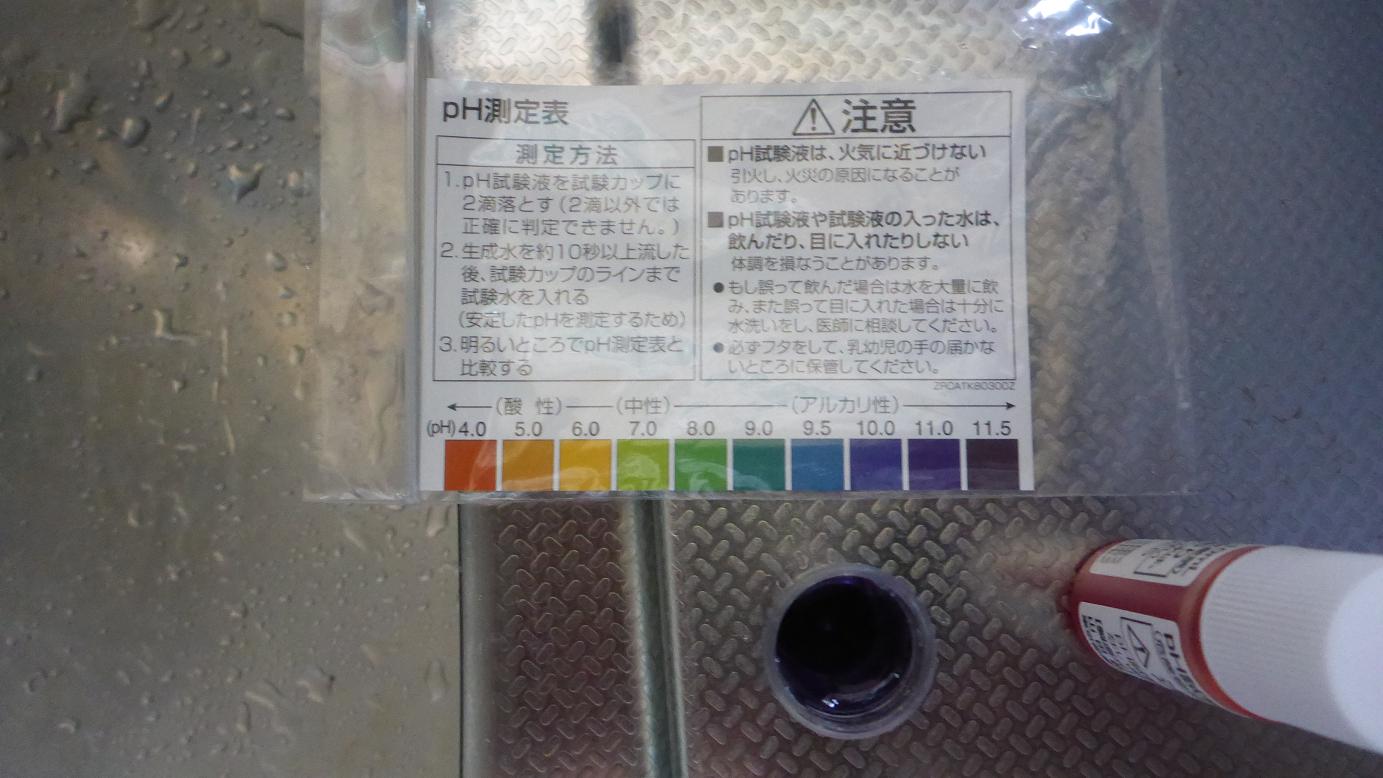 pH測定表
測定方法
1.pH試験液を試験カップに
2滴落とす(2滴以外では
正確に判定できません。)
2.生成水を約10秒以上流した
後、試験カップのラインまで
試験水を入れる
(安定したpHを測定するため)
3.明るいところでpH測定表と
比較する
注意
■pH試験液は、火気に近づけない
引火し、火災の原因になることが
あります。
■pH試験液や試験液の入った水は、
飲んだり、目に入れたりしない
体調を損なうことがあります。
●もし誤って飲んだ場合は水を大量に飲
み、また誤って目に入れた場合は十分に
水洗いをし、医師に相談してください。
●必ずフタをして、乳幼児の手の届かな
いところに保管してください。
(酸 性) (中性) (アルカリ性)
(pH) 4.0 5.0 6.0 7.0 8.0 9.0 9.5 10.0 11.0 11.5